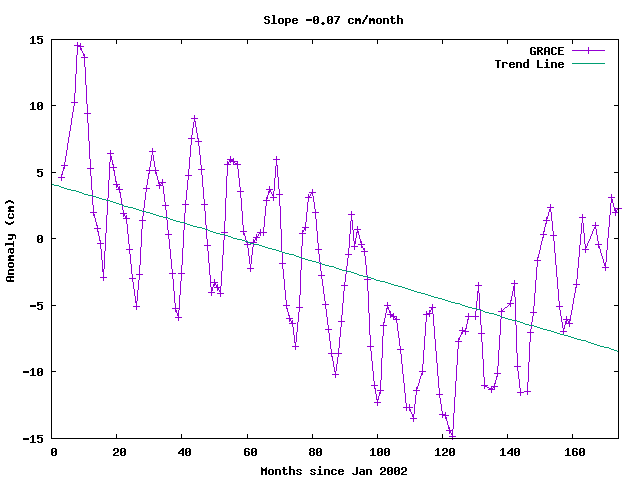 Slope -0.07 cm/month
GRACE
Trend Line
15
10
5
0
-5
-10
-15
Anomaly (cm)
0 20 40 60 80 100 120 140 160
Months since Jan 2002